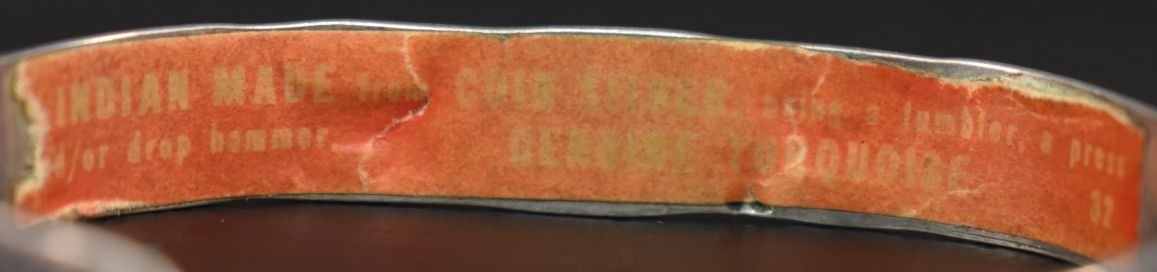 INDIAN MADE from COIN SILVER, using a tumbler, a press
d/or drop hammer. GENUINE TURQUOISE
32